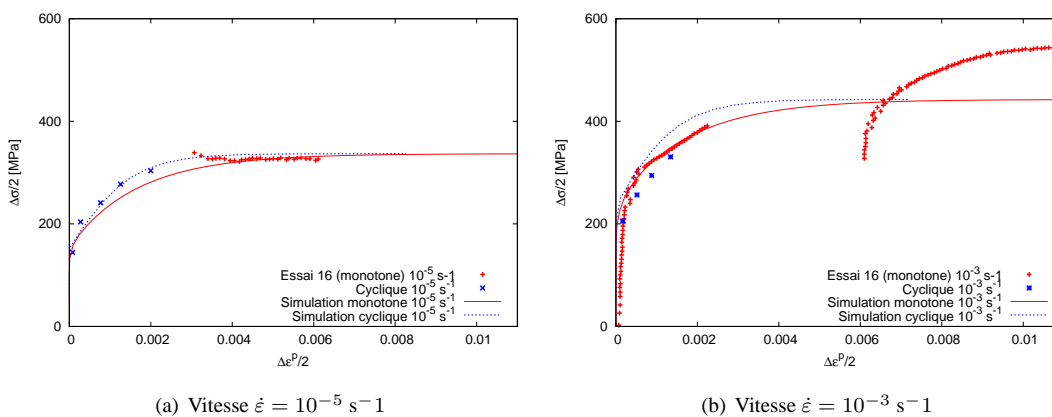 600
400
200
0
Δσ/2 [MPa]
0
0.002
0.004
0.006
0.008
0.01
Δε^p/2
Essai 16 (monotone) 10^-5 s-1
Cyclique 10^-5 s^-1
Simulation monotone 10^-5 s^-1
Simulation cyclique 10^-5 s^-1
(a) Vitesse ε̇ = 10^−5 s−1
600
400
200
0
Δσ/2 [MPa]
0
0.002
0.004
0.006
0.008
0.01
Δε^p/2
Essai 16 (monotone) 10^-3 s-1
Cyclique 10^-3 s^-1
Simulation monotone 10^-3 s^-1
Simulation cyclique 10^-3 s^-1
(b) Vitesse ε̇ = 10^−3 s−1